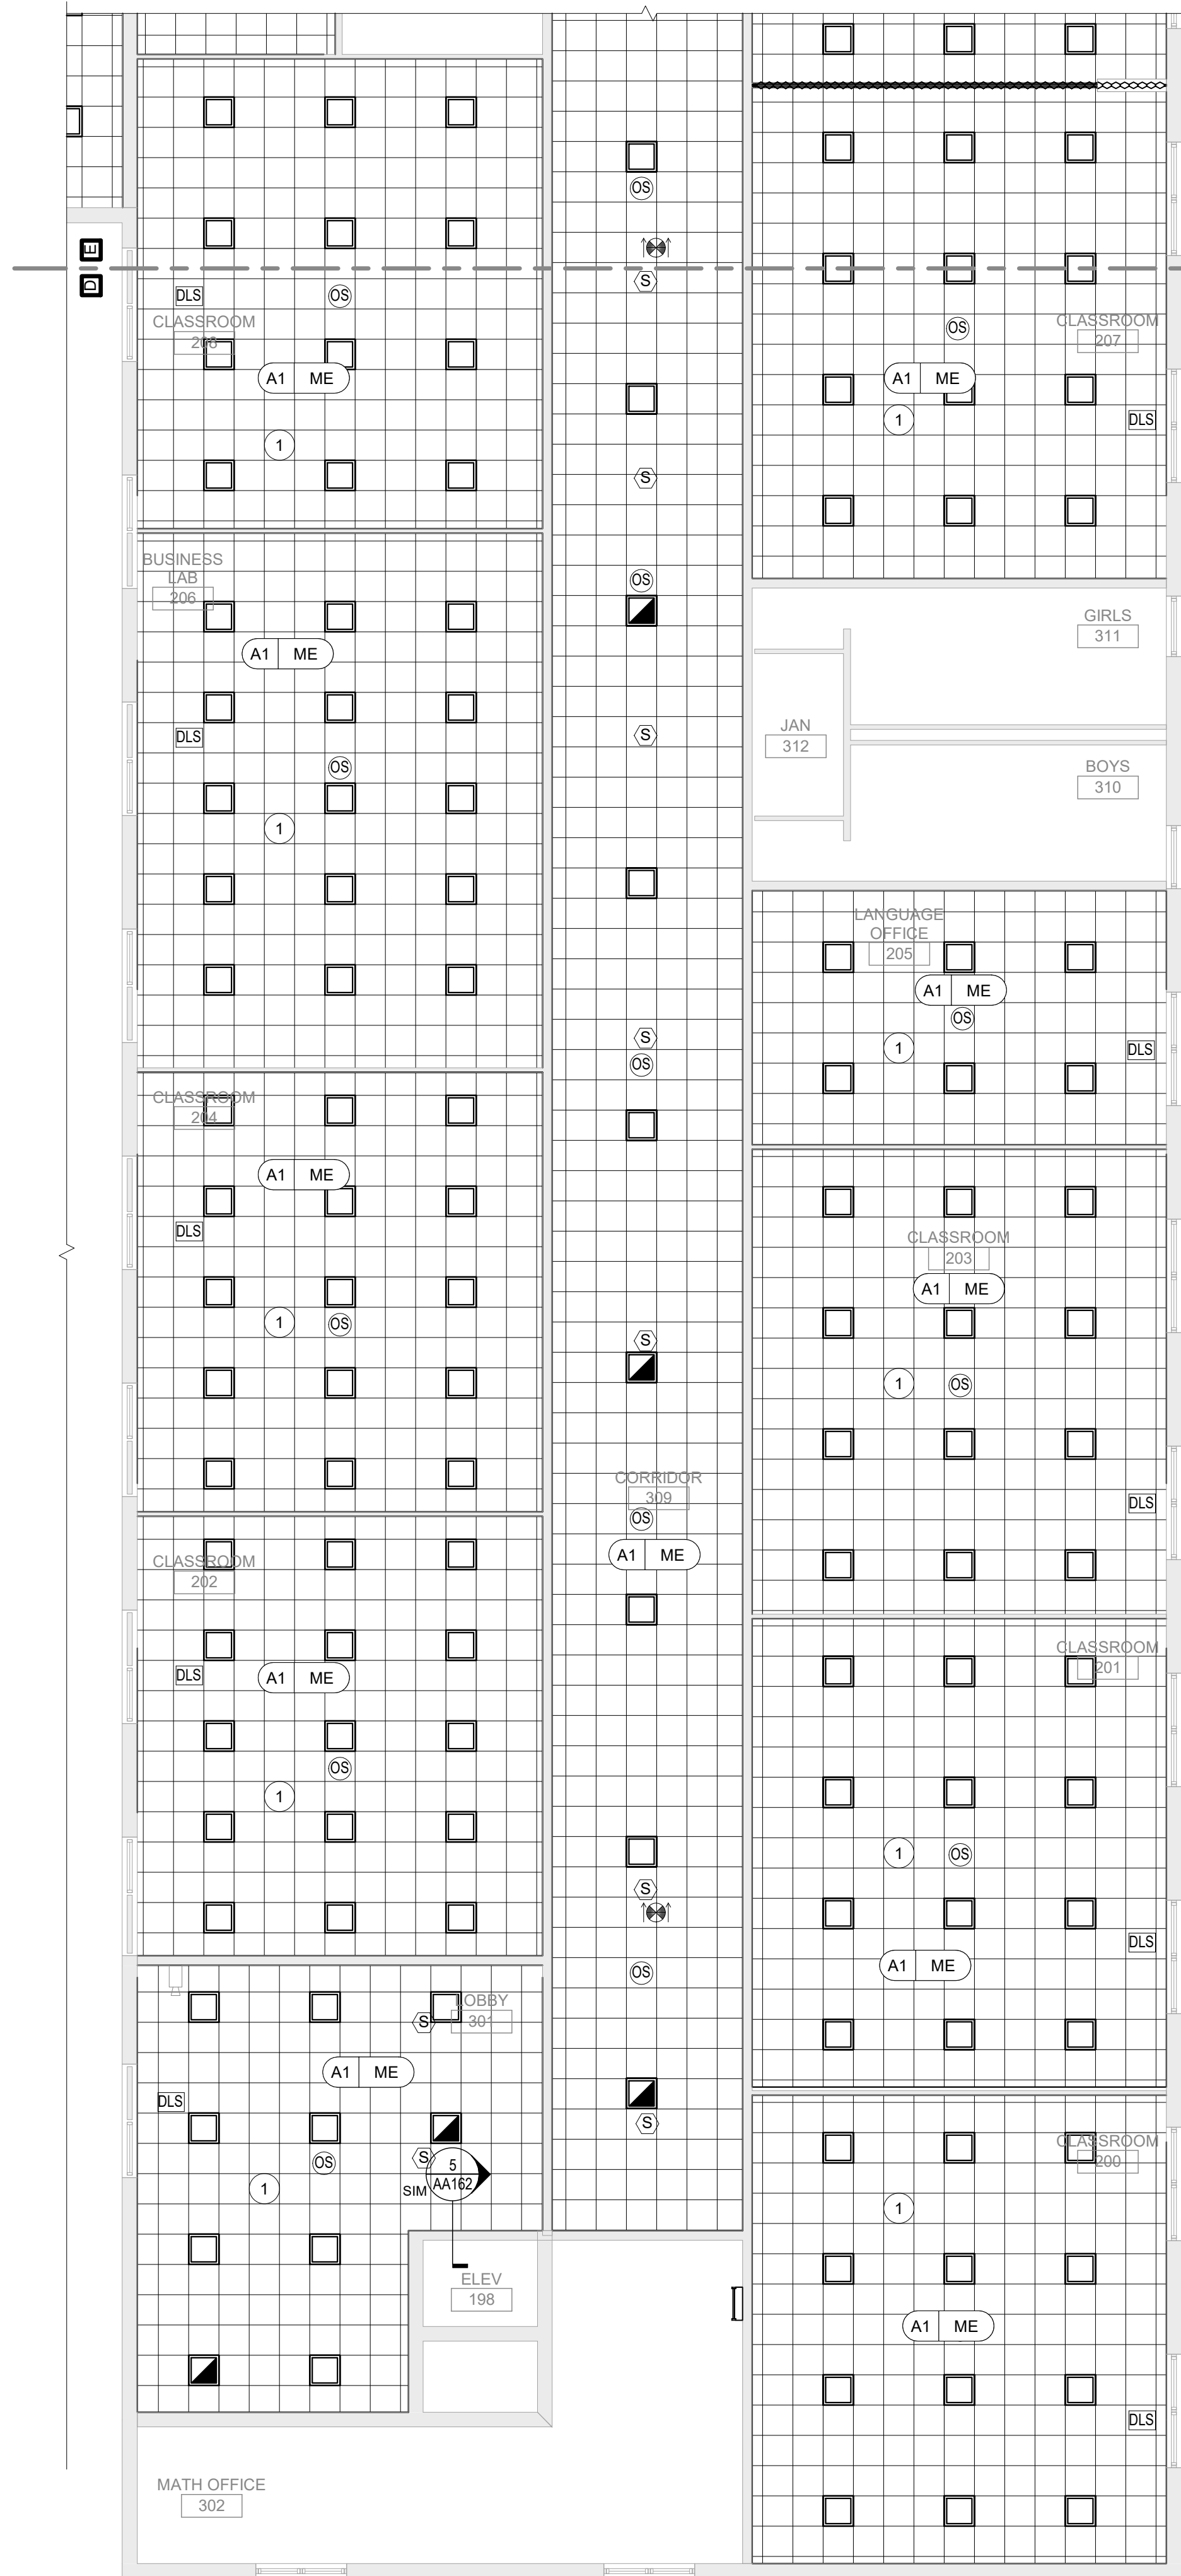 E
D
OS
S
DLS
OS
CLASSROOM
208
A1 ME
1
OS
CLASSROOM
207
A1 ME
1
DLS
S
OS
BUSINESS
LAB
206
A1 ME
DLS
OS
1
S
GIRLS
311
JAN
312
BOYS
310
LANGUAGE
OFFICE
205
A1 ME
OS
1
DLS
S
OS
CLASSROOM
204
A1 ME
DLS
1
OS
CLASSROOM
203
A1 ME
1
OS
DLS
S
CORRIDOR
309
OS
A1 ME
CLASSROOM
202
DLS
A1 ME
OS
1
CLASSROOM
201
1
OS
DLS
A1 ME
S
OS
LOBBY
301
S
A1 ME
DLS
OS
1
S
5
AA162
SIM
S
CLASSROOM
200
1
A1 ME
DLS
ELEV
198
MATH OFFICE
302